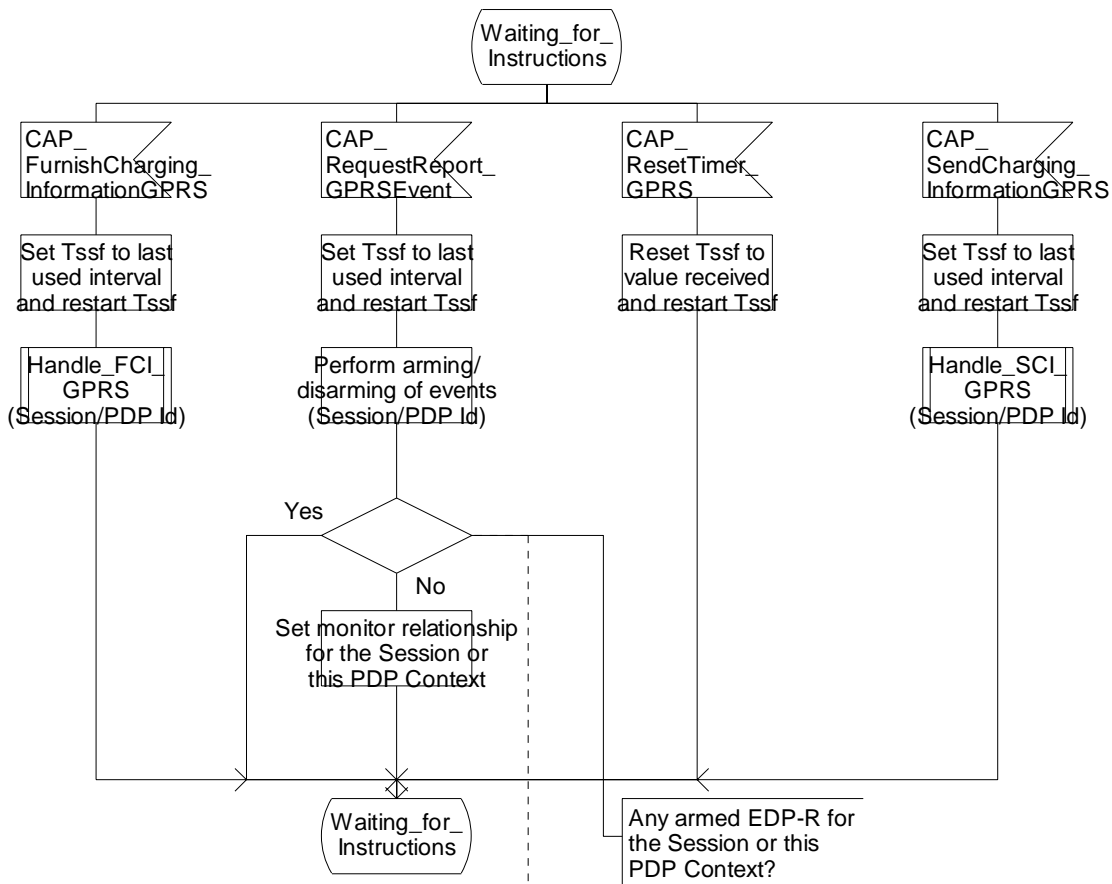 Waiting_for_
Instructions
CAP_
FurnishCharging_
InformationGPRS
CAP_
RequestReport_
GPRSEvent
CAP_
ResetTimer_
GPRS
CAP_
SendCharging_
InformationGPRS
Set Tssf to last
used interval
and restart Tssf
Set Tssf to last
used interval
and restart Tssf
Reset Tssf to
value received
and restart Tssf
Set Tssf to last
used interval
and restart Tssf
Handle_FCI_
GPRS
(Session/PDP Id)
Perform arming/
disarming of events
(Session/PDP Id)
Handle_SCI_
GPRS
(Session/PDP Id)
Yes
No
Set monitor relationship
for the Session or
this PDP Context
Waiting_for_
Instructions
Any armed EDP-R for
the Session or this
PDP Context?